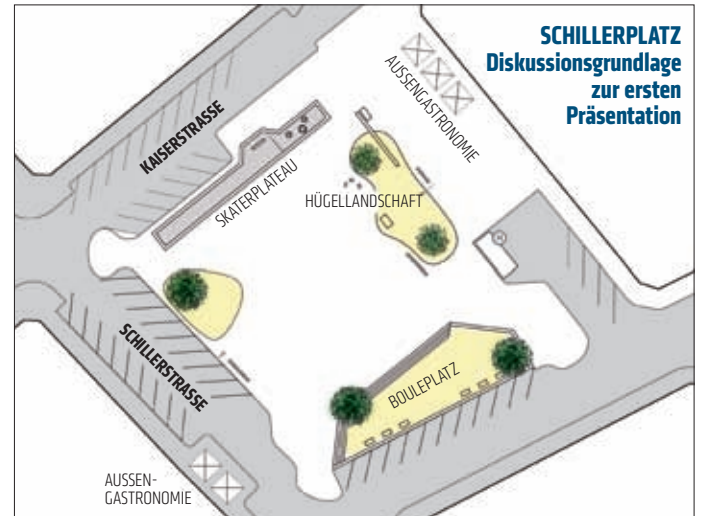 SCHILLERPLATZ
Diskussionsgrundlage
zur ersten
Präsentation
AUSSENGASTRONOMIE
KAISERSTRASSE
SKATERPLATEAU
HÜGELLANDSCHAFT
SCHILLERSTRASSE
BOULEPLATZ
AUSSEN-
GASTRONOMIE